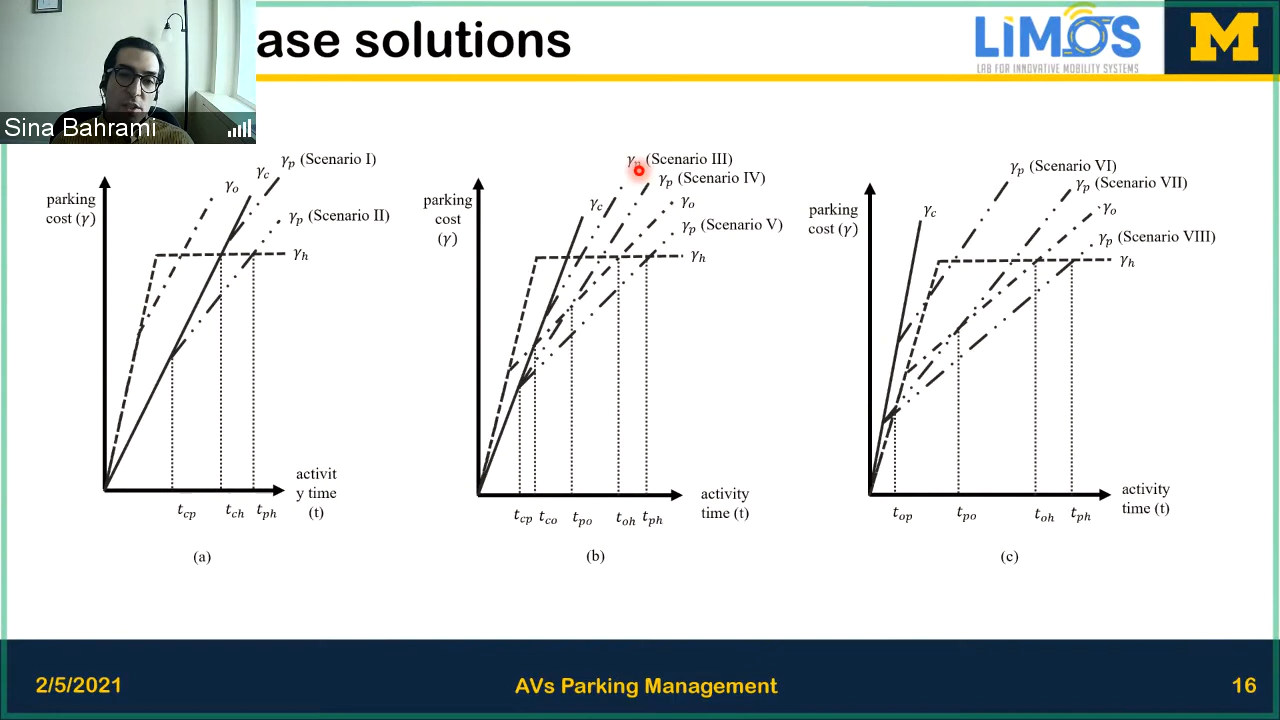 ase solutions
LiMOS
LAB FOR INNOVATIVE MOBILITY SYSTEMS
M
Sina Bahrami
parking
cost (γ)
γo
γc
γp (Scenario I)
γp (Scenario II)
γh
activit
y time
(t)
tcp
tch
tph
(a)
parking
cost
(γ)
γc
γp (Scenario III)
γp (Scenario IV)
γo
γp (Scenario V)
γh
activity
time (t)
tcp
tco
tpo
toh
tph
(b)
parking
cost (γ)
γc
γp (Scenario VI)
γp (Scenario VII)
γo
γp (Scenario VIII)
γh
activity
time (t)
top
tpo
toh
tph
(c)
2/5/2021
AVs Parking Management
16